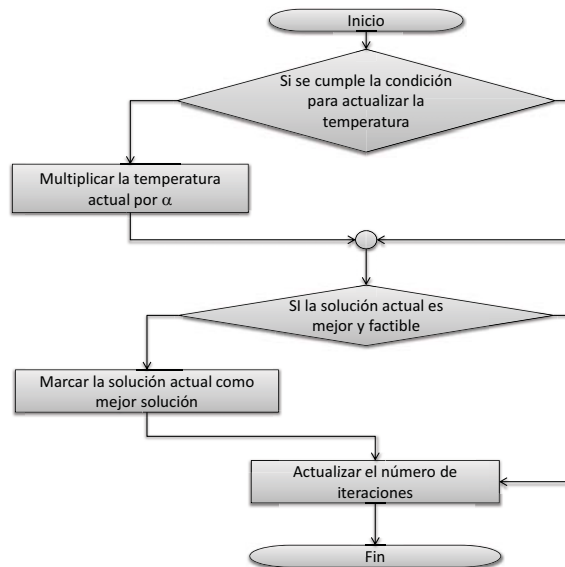 Inicio
Si se cumple la condición
para actualizar la
temperatura
Multiplicar la temperatura
actual por α
SI la solución actual es
mejor y factible
Marcar la solución actual como
mejor solución
Actualizar el número de
iteraciones
Fin